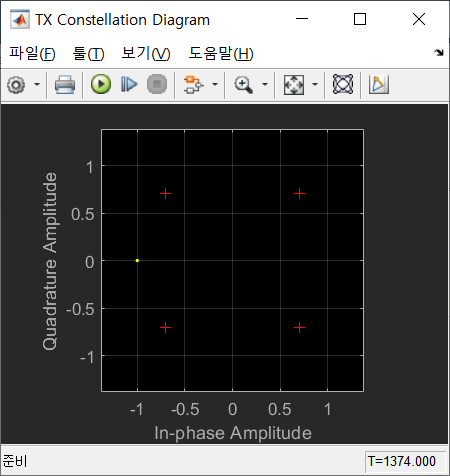 TX Constellation Diagram
파일(F) 툴(T) 보기(V) 도움말(H)
1
0.5
0
-0.5
-1
Quadrature Amplitude
-1 -0.5 0 0.5 1
In-phase Amplitude
준비 T=1374.000